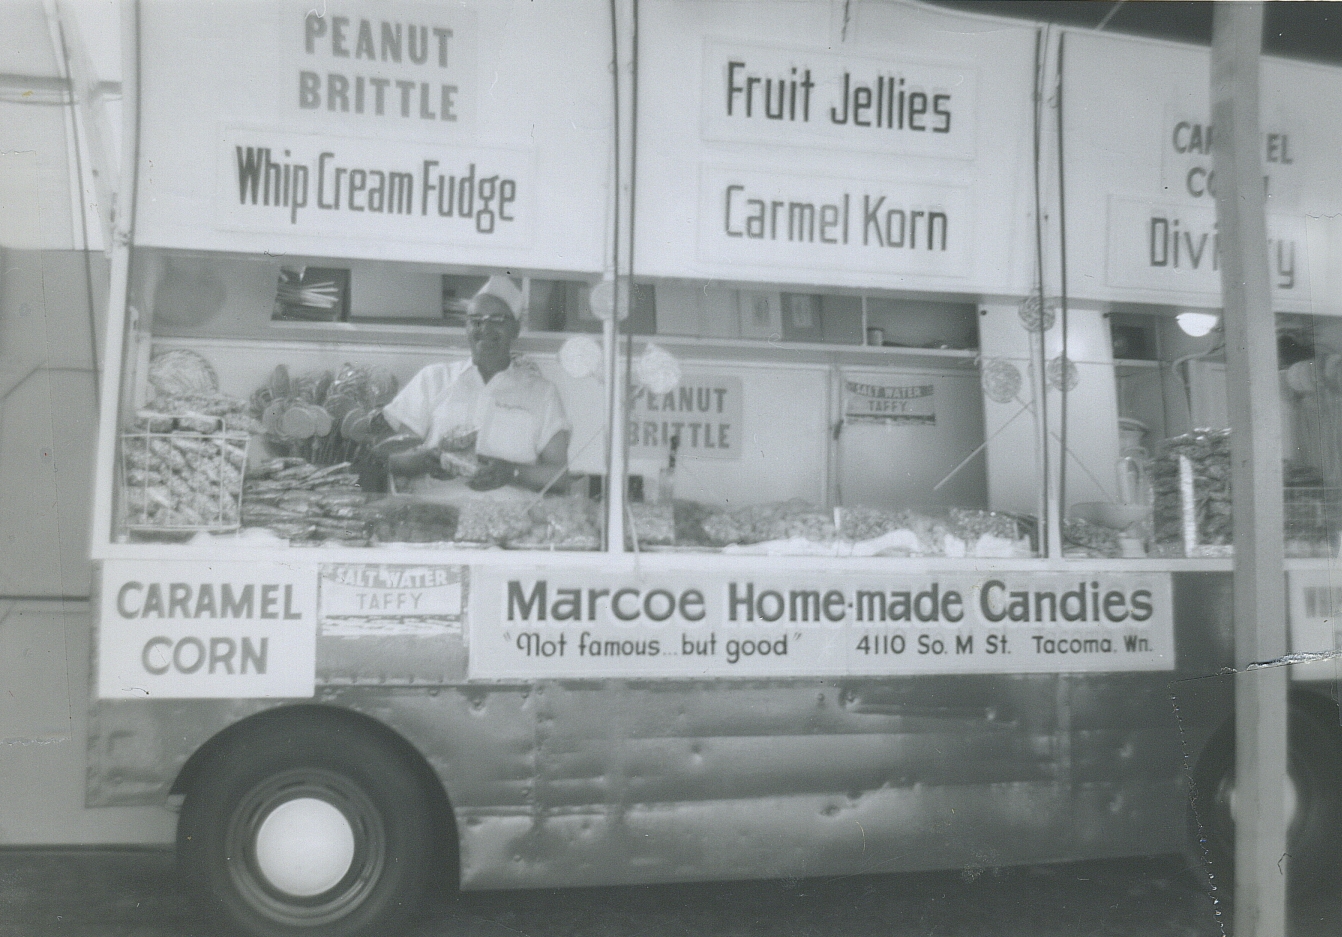 PEANUT
BRITTLE
Whip Cream Fudge
Fruit Jellies
Carmel Korn
PEANUT
BRITTLE
SALT WATER
TAFFY
CARAMEL
CORN
SALT WATER
TAFFY
Marcoe Home-made Candies
"Not famous...but good" 4110 So. M St. Tacoma. Wn.